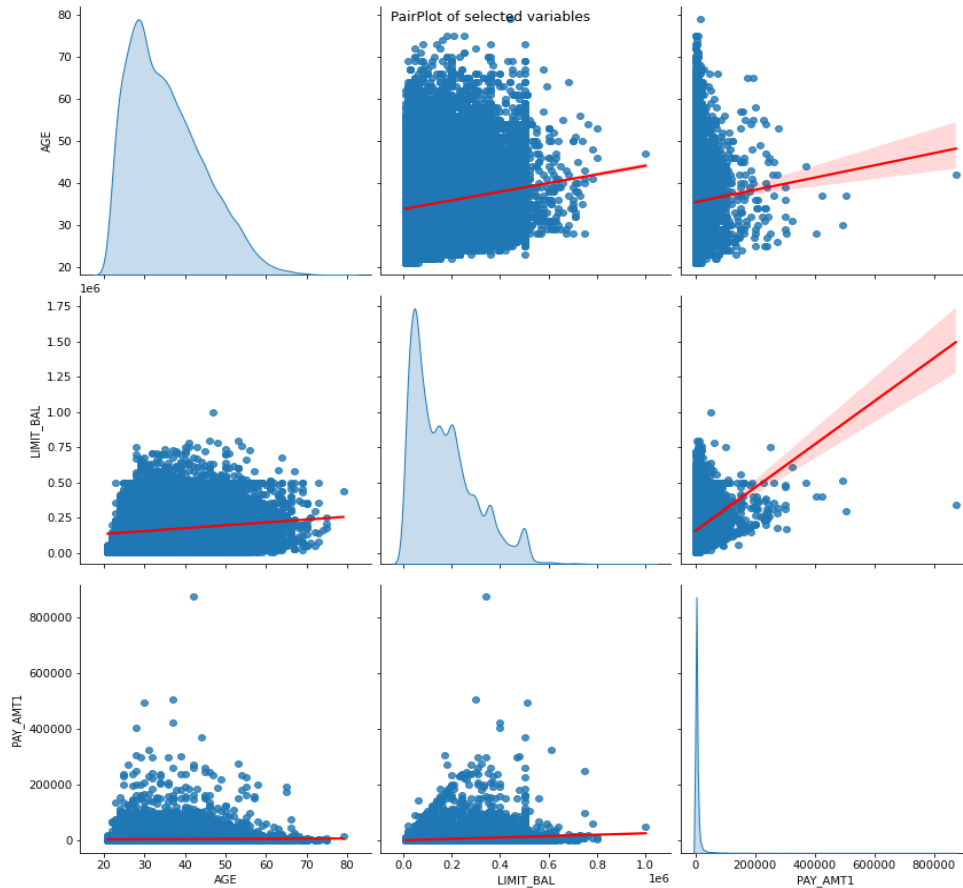 PairPlot of selected variables
80
70
60
50
40
30
20
AGE
1e6
1.75
1.50
1.25
1.00
0.75
0.50
0.25
0.00
LIMIT_BAL
800000
600000
400000
200000
0
PAY_AMT1
20 30 40 50 60 70 80
AGE
0.0 0.2 0.4 0.6 0.8 1.0
1e6
LIMIT_BAL
0 200000 400000 600000 800000
PAY_AMT1